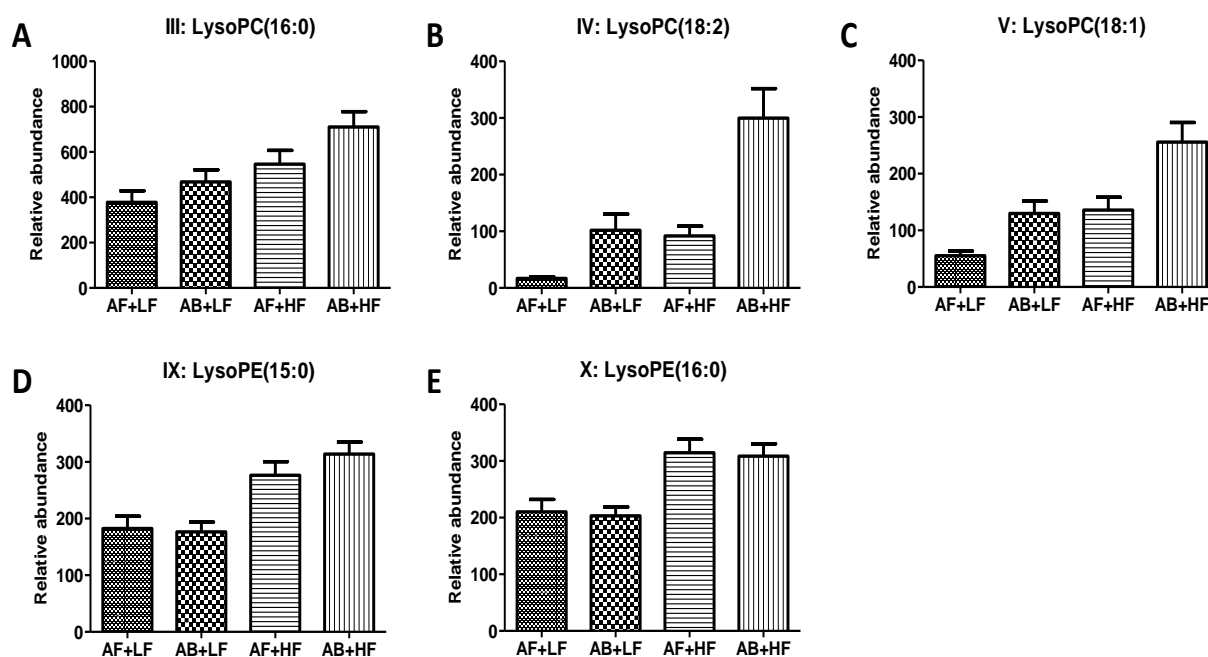 A
III: LysoPC(16:0)
Relative abundance
1000
800
600
400
200
0
AF+LF AB+LF AF+HF AB+HF
B
IV: LysoPC(18:2)
Relative abundance
400
300
200
100
0
AF+LF AB+LF AF+HF AB+HF
C
V: LysoPC(18:1)
Relative abundance
400
300
200
100
0
AF+LF AB+LF AF+HF AB+HF
D
IX: LysoPE(15:0)
Relative abundance
400
300
200
100
0
AF+LF AB+LF AF+HF AB+HF
E
X: LysoPE(16:0)
Relative abundance
400
300
200
100
0
AF+LF AB+LF AF+HF AB+HF